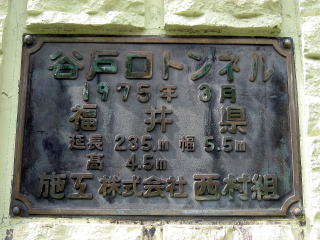 谷戸口トンネル
1975年 3月
福井県
延長 235m 幅 5.5m
高 4.5m
施工 株式会社 西村組